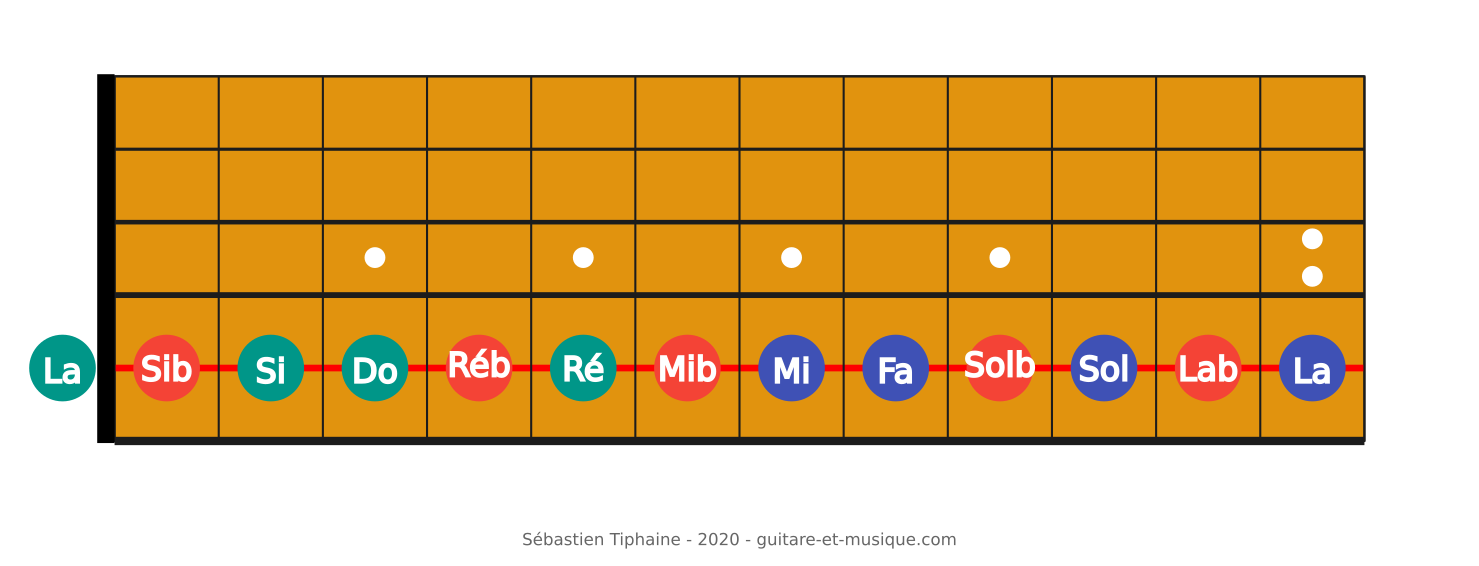 La Sib Si Do Réb Ré Mib Mi Fa Solb Sol Lab La
Sébastien Tiphaine - 2020 - guitare-et-musique.com